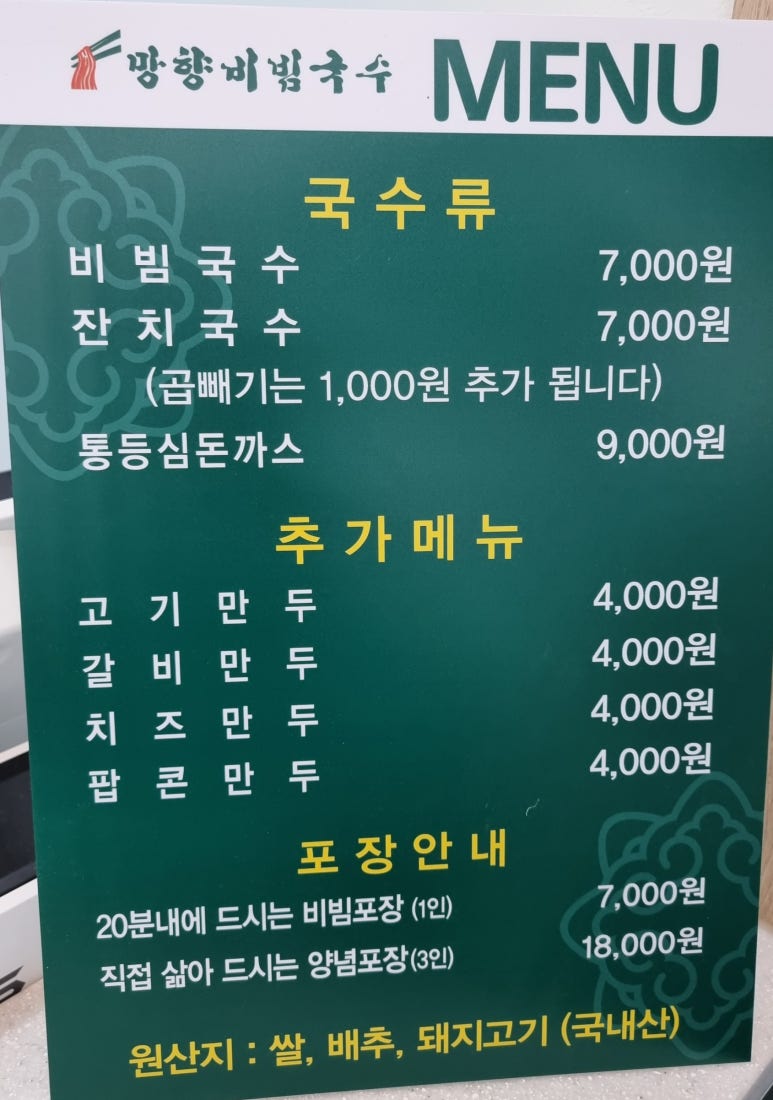 망향비빔국수 MENU
국수류
비빔국수 7,000원
잔치국수 7,000원
(곱빼기는 1,000원 추가 됩니다)
통등심돈까스 9,000원
추가메뉴
고기만두 4,000원
갈비만두 4,000원
치즈만두 4,000원
팝콘만두 4,000원
포장안내
20분내에 드시는 비빔포장 (1인) 7,000원
직접 삶아 드시는 양념포장(3인) 18,000원
원산지 : 쌀, 배추, 돼지고기 (국내산)